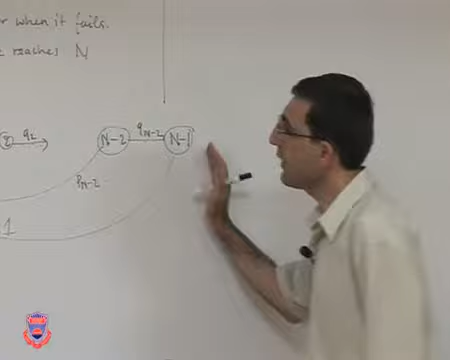 r when it fails.
e reaches N
2 q₂ N-2 q_{N-2} N-1
p_{N-2}
1